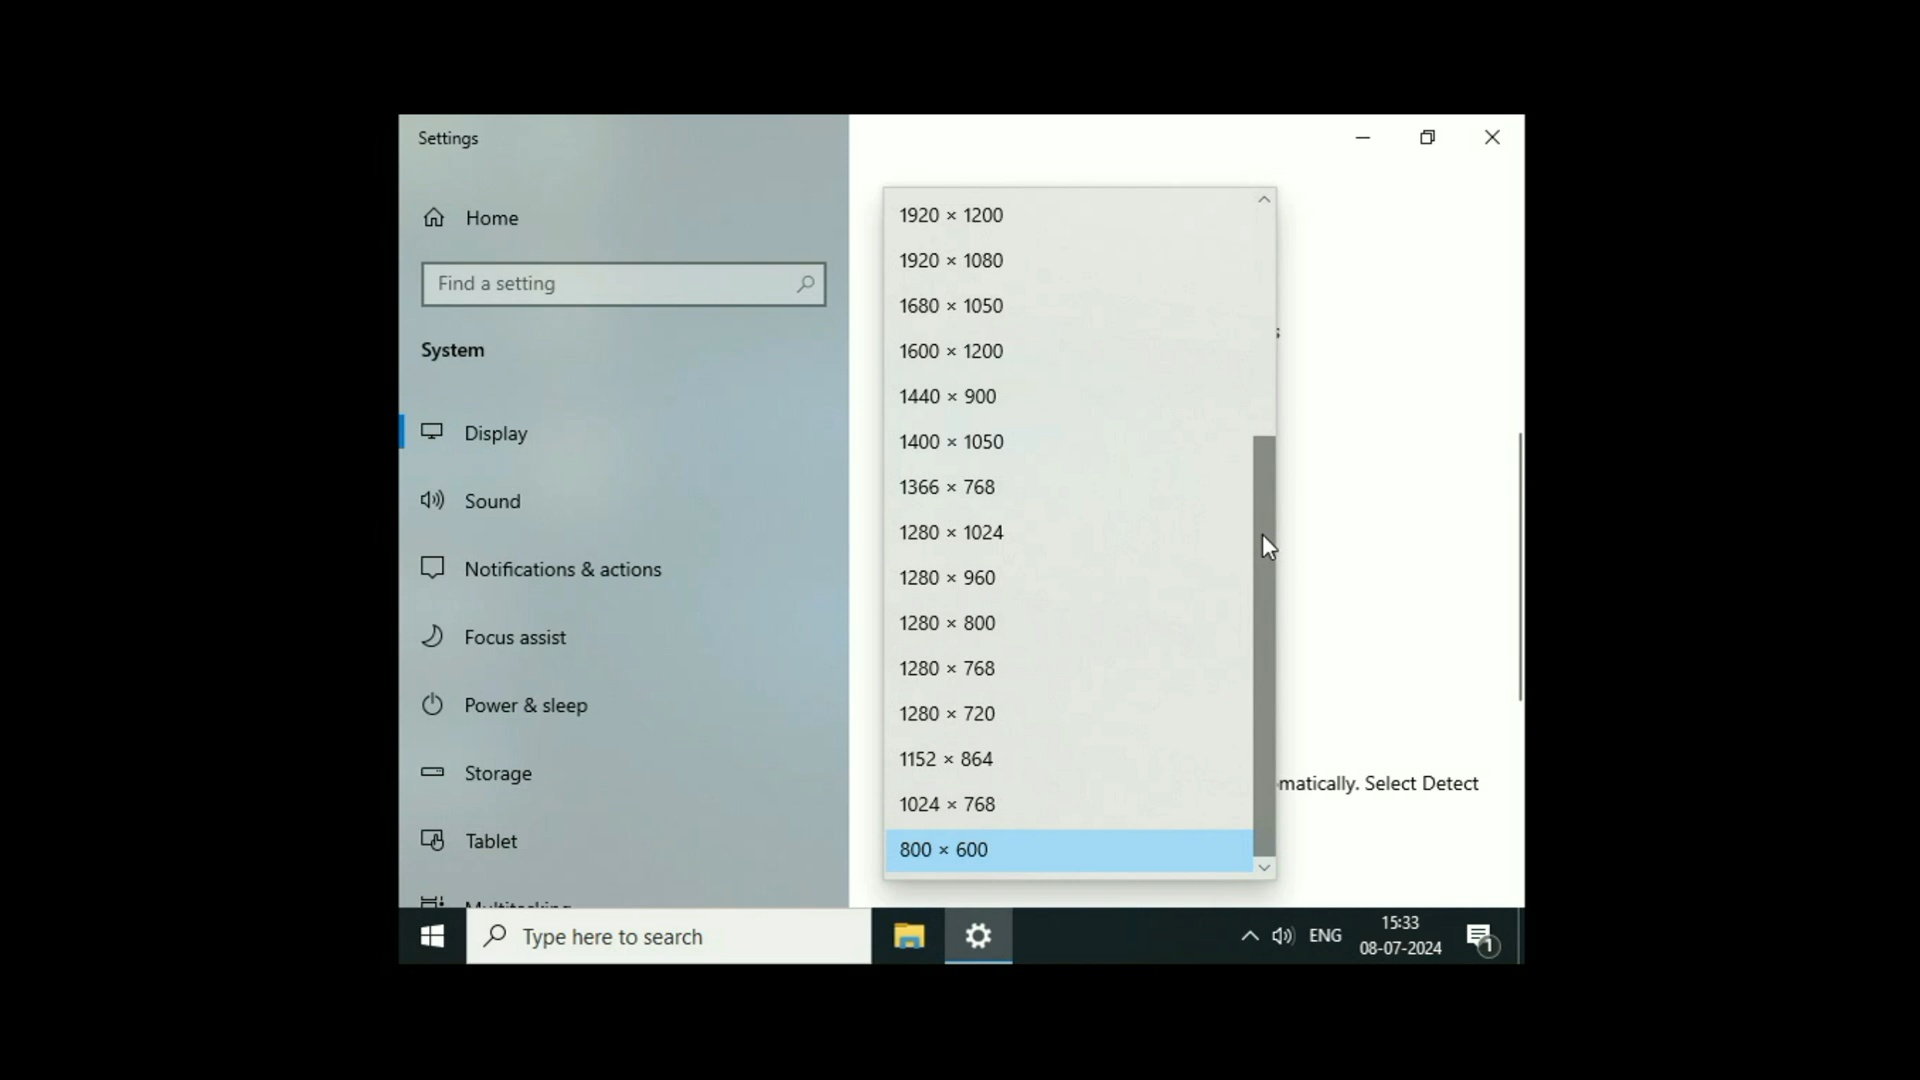 Settings
Home
Find a setting
System
Display
Sound
Notifications & actions
Focus assist
Power & sleep
Storage
Tablet
Multitasking
1920 × 1200
1920 × 1080
1680 × 1050
1600 × 1200
1440 × 900
1400 × 1050
1366 × 768
1280 × 1024
1280 × 960
1280 × 800
1280 × 768
1280 × 720
1152 × 864
1024 × 768
800 × 600
s
omatically. Select Detect
Type here to search
ENG
15:33
08-07-2024
1